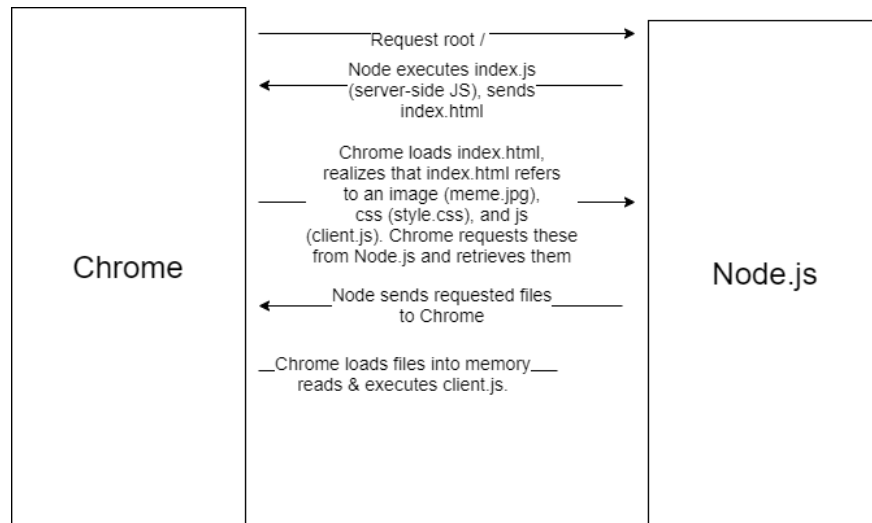 Request root /
Node executes index.js
(server-side JS), sends
index.html
Chrome loads index.html,
realizes that index.html refers
to an image (meme.jpg),
css (style.css), and js
(client.js). Chrome requests these
from Node.js and retrieves them
Chrome
Node.js
Node sends requested files
to Chrome
Chrome loads files into memory
reads & executes client.js.